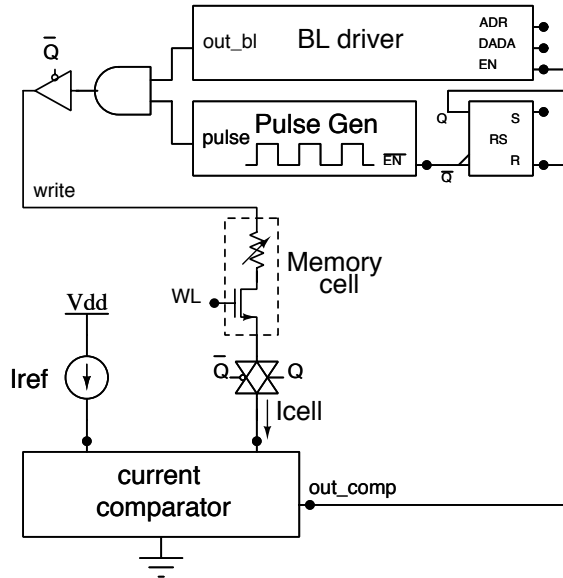 ADR
out_bl BL driver DADA
EN
Q
Q S
Pulse Gen RS
pulse EN Q R
write
Memory
cell
WL
Vdd
Q Q
Iref
Icell
current
comparator
out_comp